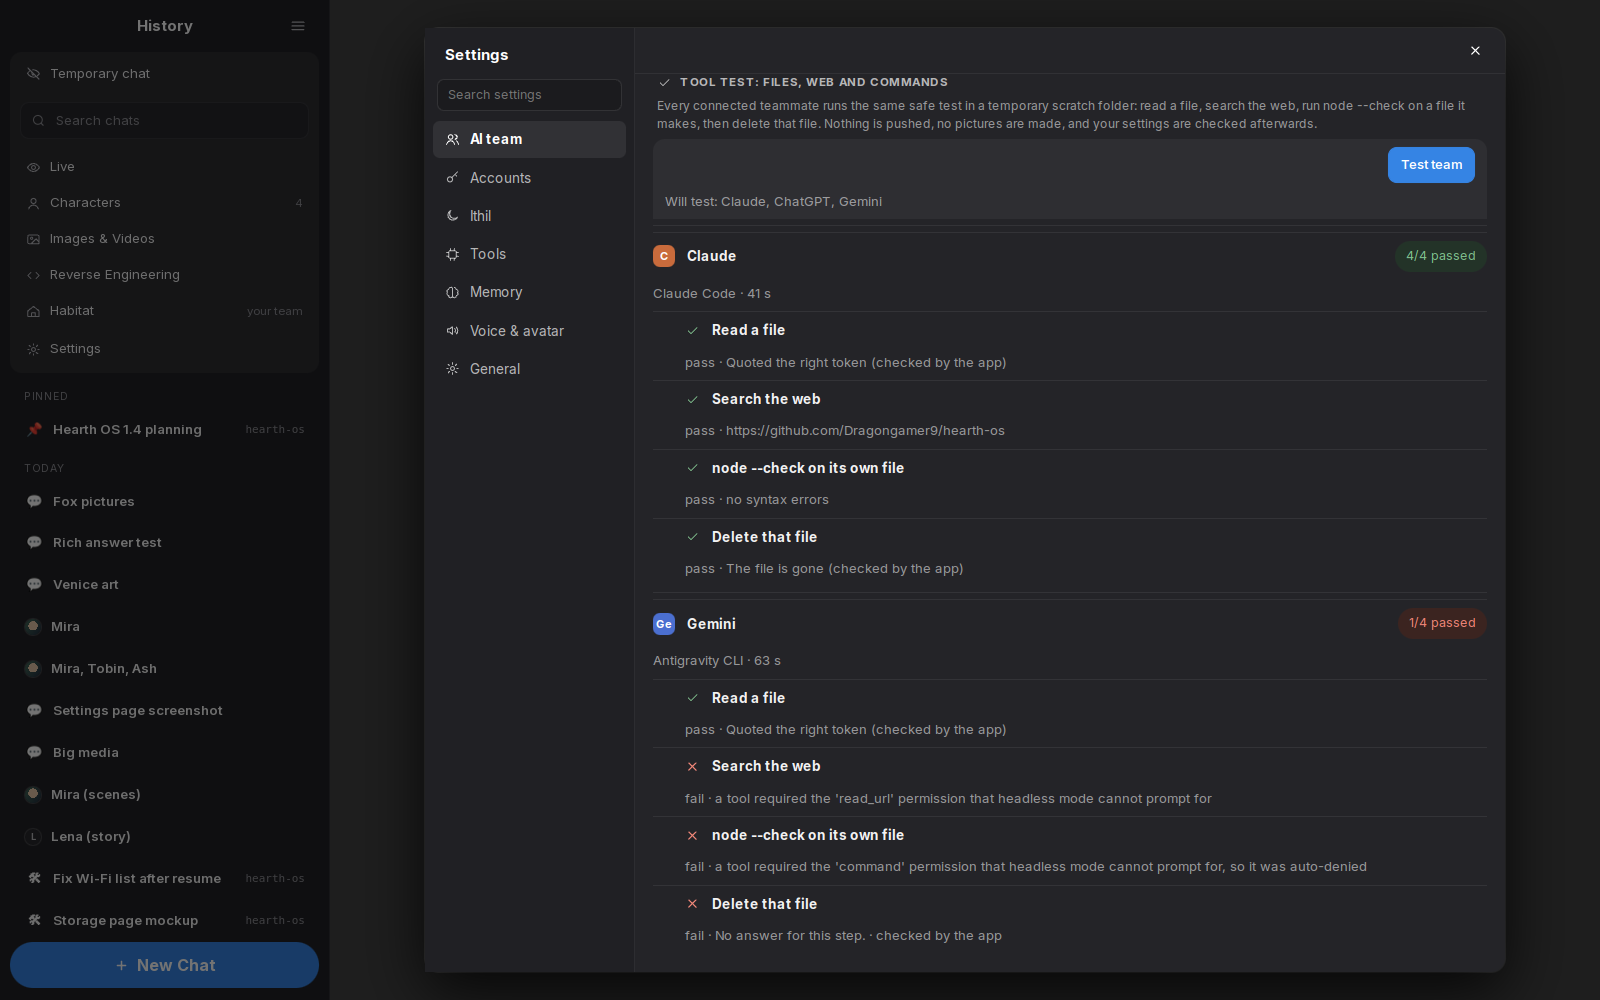 History
Temporary chat
Search chats
Live
Characters 4
Images & Videos
Reverse Engineering
Habitat your team
Settings
PINNED
Hearth OS 1.4 planning hearth-os
TODAY
Fox pictures
Rich answer test
Venice art
Mira
Mira, Tobin, Ash
Settings page screenshot
Big media
Mira (scenes)
L Lena (story)
Fix Wi-Fi list after resume hearth-os
Storage page mockup hearth-os
+ New Chat
Settings
Search settings
AI team
Accounts
Ithil
Tools
Memory
Voice & avatar
General
TOOL TEST: FILES, WEB AND COMMANDS
Every connected teammate runs the same safe test in a temporary scratch folder: read a file, search the web, run node --check on a file it
makes, then delete that file. Nothing is pushed, no pictures are made, and your settings are checked afterwards.
Test team
Will test: Claude, ChatGPT, Gemini
C Claude 4/4 passed
Claude Code · 41 s
Read a file
pass · Quoted the right token (checked by the app)
Search the web
pass · https://github.com/Dragongamer9/hearth-os
node --check on its own file
pass · no syntax errors
Delete that file
pass · The file is gone (checked by the app)
Ge Gemini 1/4 passed
Antigravity CLI · 63 s
Read a file
pass · Quoted the right token (checked by the app)
Search the web
fail · a tool required the 'read_url' permission that headless mode cannot prompt for
node --check on its own file
fail · a tool required the 'command' permission that headless mode cannot prompt for, so it was auto-denied
Delete that file
fail · No answer for this step. · checked by the app